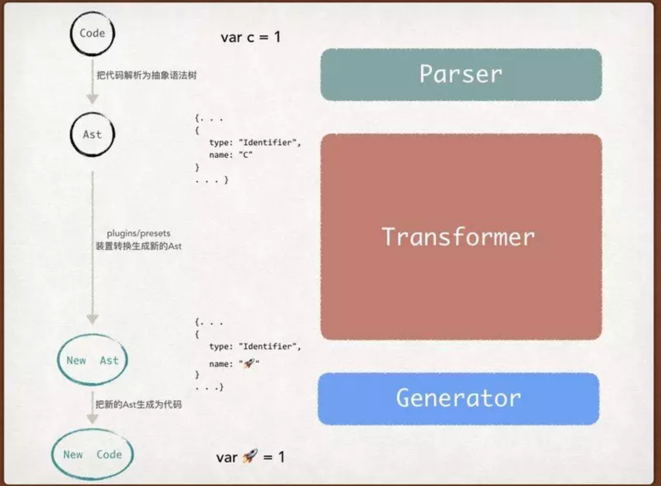 Code
var c = 1
Parser
把代码解析为抽象语法树
Ast
{. . .
{
type: "Identifier",
name: "C"
}
. . . }
Transformer
plugins/presets
装置转换生成新的Ast
New Ast
{. . .
{
type: "Identifier",
name: "🚀"
}
. . .}
Generator
把新的Ast生成为代码
New Code
var 🚀 = 1